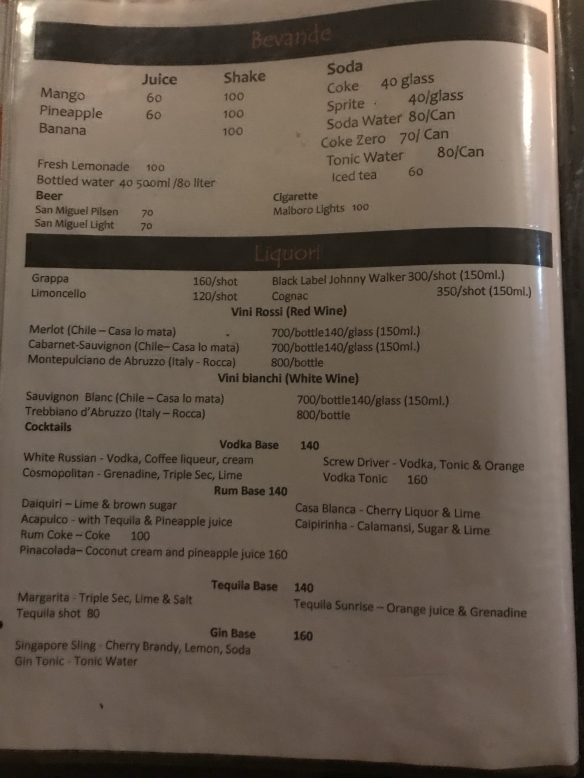 Bevande
Juice Shake Soda
Mango 60 100 Coke 40 glass
Pineapple 60 100 Sprite 40/glass
Banana 100 Soda Water 80/Can
Coke Zero 70/ Can
Fresh Lemonade 100 Tonic Water 80/Can
Bottled water 40 500ml /80 liter Iced tea 60
Beer Cigarette
San Miguel Pilsen 70 Malboro Lights 100
San Miguel Light 70
Liquori
Grappa 160/shot Black Label Johnny Walker 300/shot (150ml.)
Limoncello 120/shot Cognac 350/shot (150ml.)
Vini Rossi (Red Wine)
Merlot (Chile – Casa lo mata) 700/bottle140/glass (150ml.)
Cabarnet-Sauvignon (Chile– Casa lo mata) 700/bottle140/glass (150ml.)
Montepulciano de Abruzzo (Italy - Rocca) 800/bottle
Vini bianchi (White Wine)
Sauvignon Blanc (Chile – Casa lo mata) 700/bottle140/glass (150ml.)
Trebbiano d'Abruzzo (Italy – Rocca) 800/bottle
Cocktails
Vodka Base 140
White Russian - Vodka, Coffee liqueur, cream Screw Driver - Vodka, Tonic & Orange
Cosmopolitan - Grenadine, Triple Sec, Lime Vodka Tonic 160
Rum Base 140
Daiquiri – Lime & brown sugar Casa Blanca - Cherry Liquor & Lime
Acapulco - with Tequila & Pineapple juice Caipirinha - Calamansi, Sugar & Lime
Rum Coke – Coke 100
Pinacolada– Coconut cream and pineapple juice 160
Tequila Base 140
Margarita - Triple Sec, Lime & Salt Tequila Sunrise – Orange juice & Grenadine
Tequila shot 80
Gin Base 160
Singapore Sling - Cherry Brandy, Lemon, Soda
Gin Tonic - Tonic Water